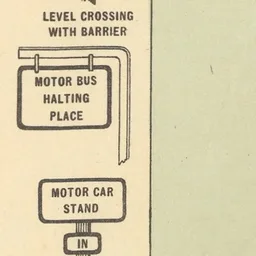 LEVEL CROSSING
WITH BARRIER
MOTOR BUS
HALTING
PLACE
MOTOR CAR
STAND
IN